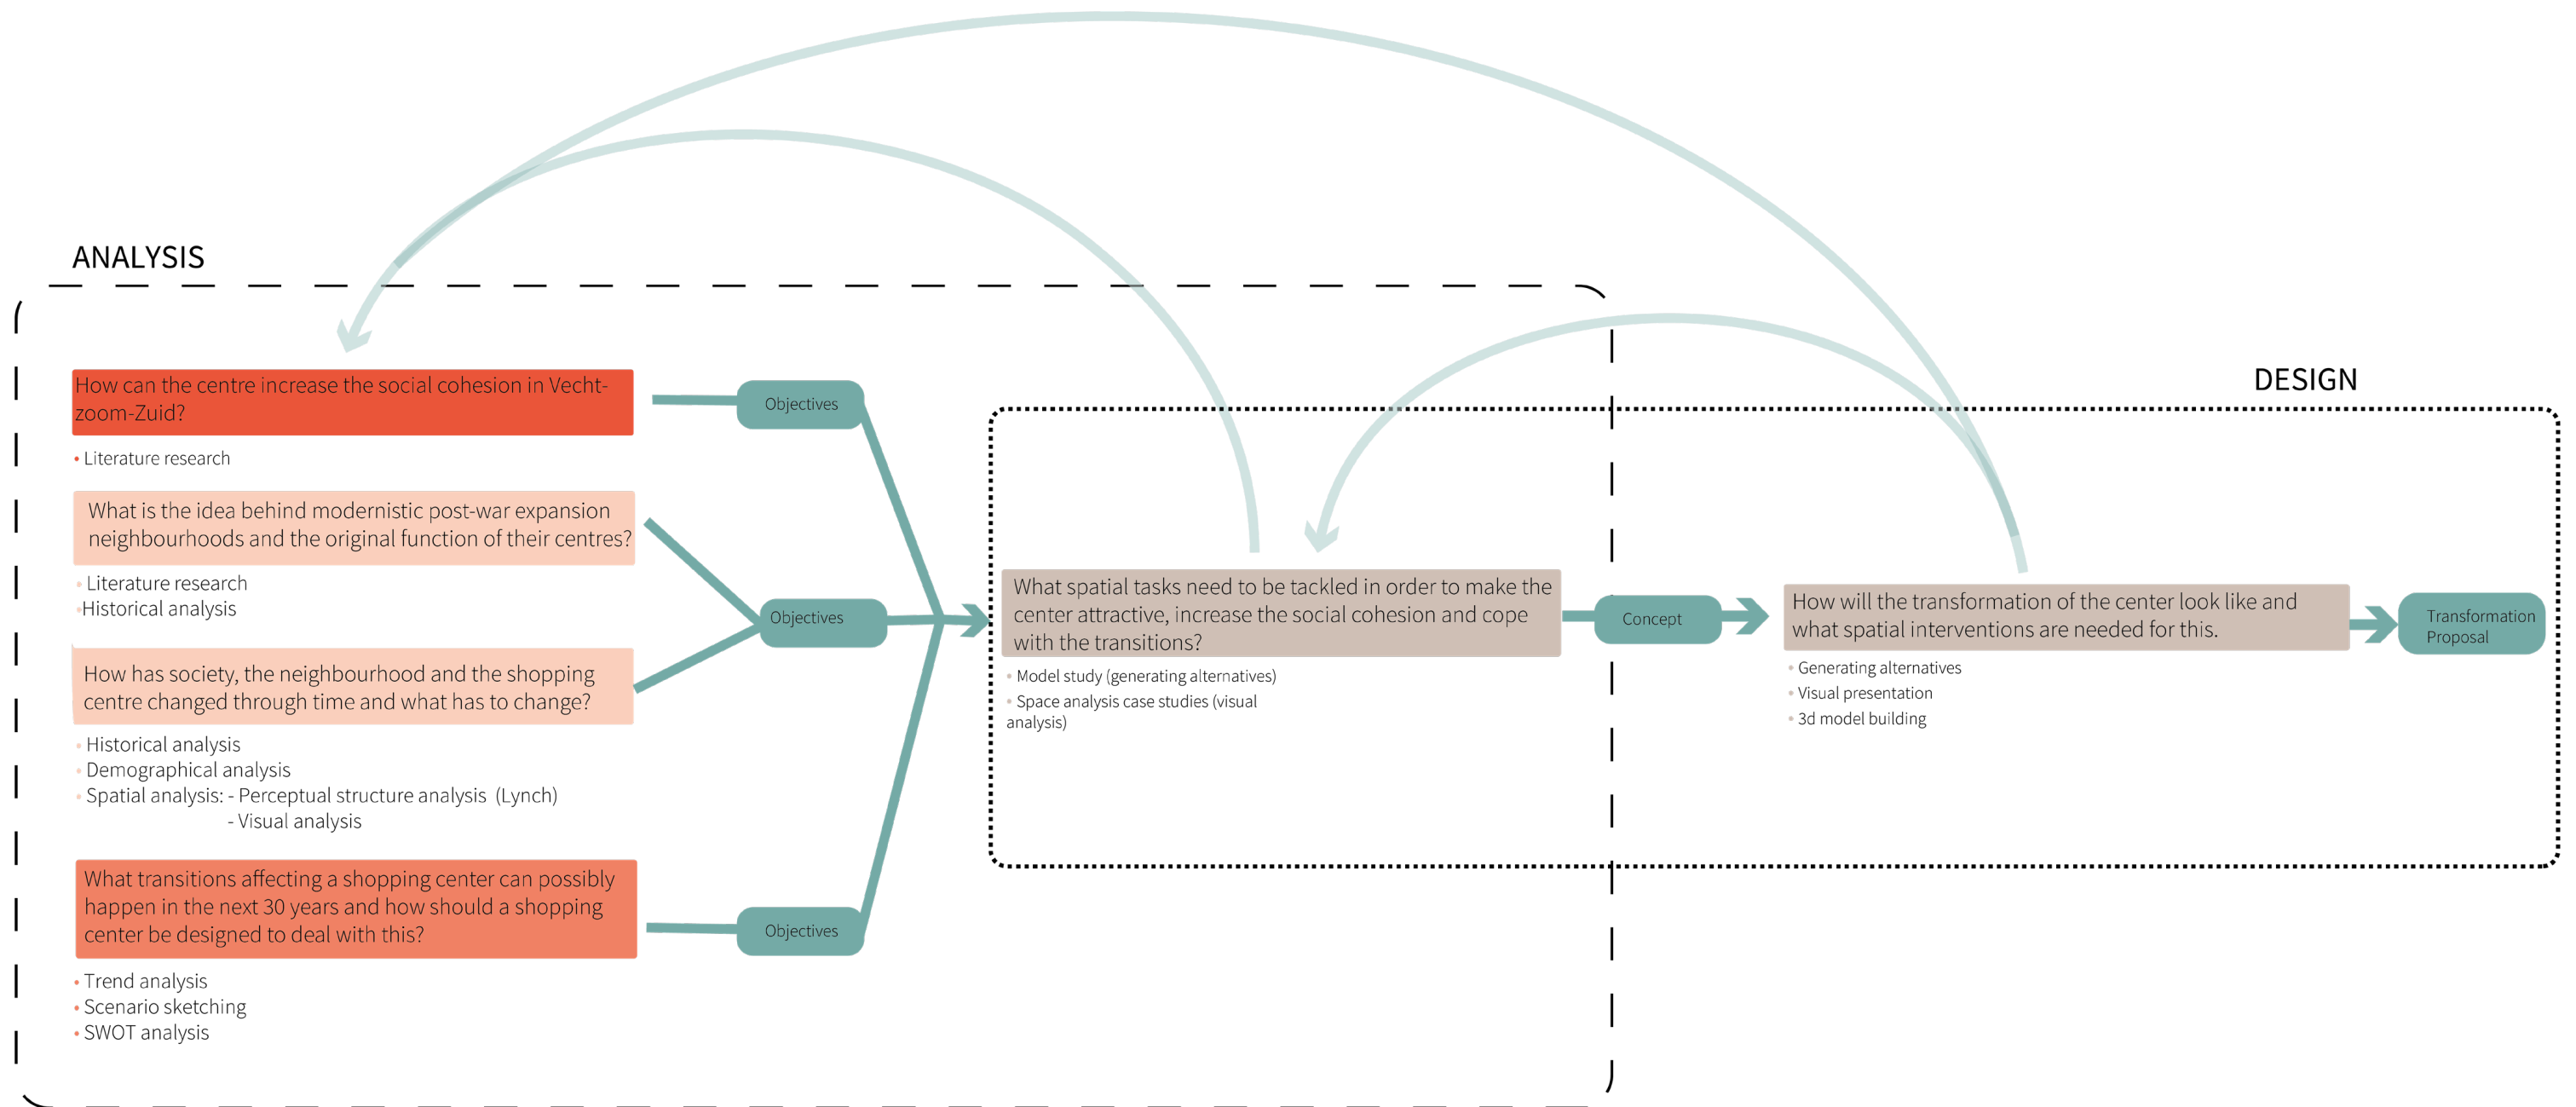 ANALYSIS
How can the centre increase the social cohesion in Vecht-
zoom-Zuid?
• Literature research
What is the idea behind modernistic post-war expansion
neighbourhoods and the original function of their centres?
• Literature research
•Historical analysis
How has society, the neighbourhood and the shopping
centre changed through time and what has to change?
• Historical analysis
• Demographical analysis
• Spatial analysis: - Perceptual structure analysis (Lynch)
- Visual analysis
What transitions affecting a shopping center can possibly
happen in the next 30 years and how should a shopping
center be designed to deal with this?
• Trend analysis
• Scenario sketching
• SWOT analysis
Objectives
Objectives
Objectives
DESIGN
What spatial tasks need to be tackled in order to make the
center attractive, increase the social cohesion and cope
with the transitions?
• Model study (generating alternatives)
• Space analysis case studies (visual
analysis)
Concept
How will the transformation of the center look like and
what spatial interventions are needed for this.
• Generating alternatives
• Visual presentation
• 3d model building
Transformation
Proposal